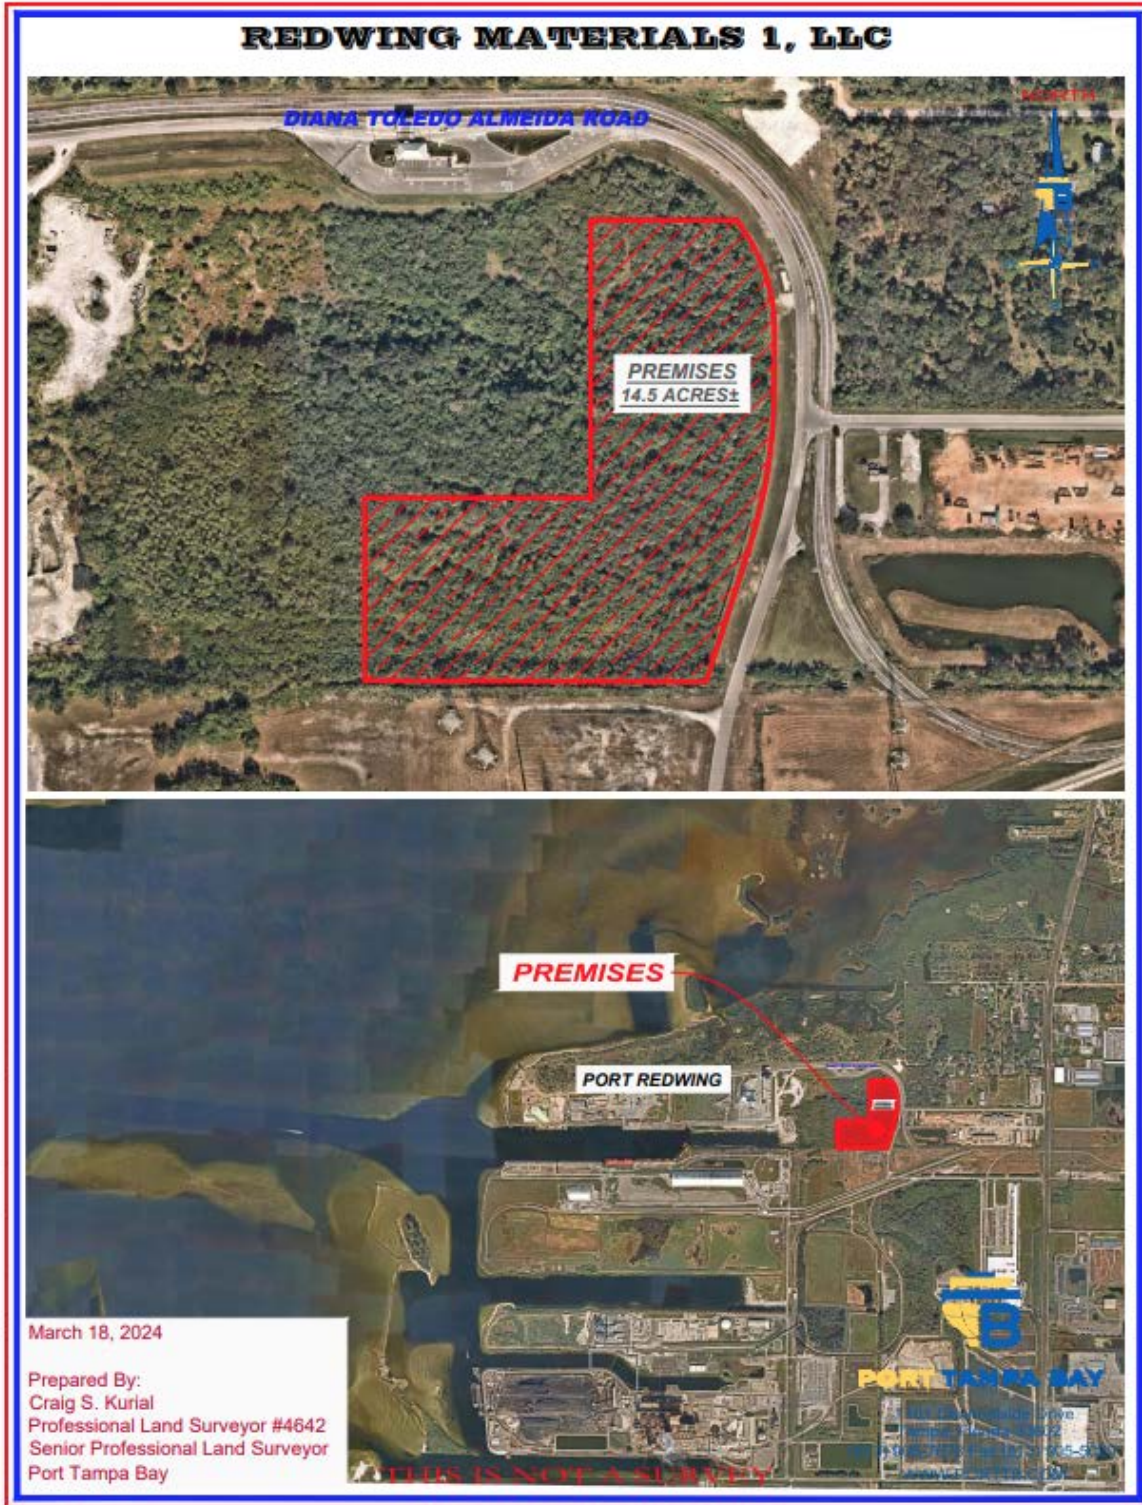 REDWING MATERIALS 1, LLC
NORTH
DIANA TOLEDO ALMEIDA ROAD
PREMISES
14.5 ACRES±
PREMISES
PORT REDWING
March 18, 2024
Prepared By:
Craig S. Kurial
Professional Land Surveyor #4642
Senior Professional Land Surveyor
Port Tampa Bay
B
PORT TAMPA BAY
Drive
THIS IS NOT A SURVEY